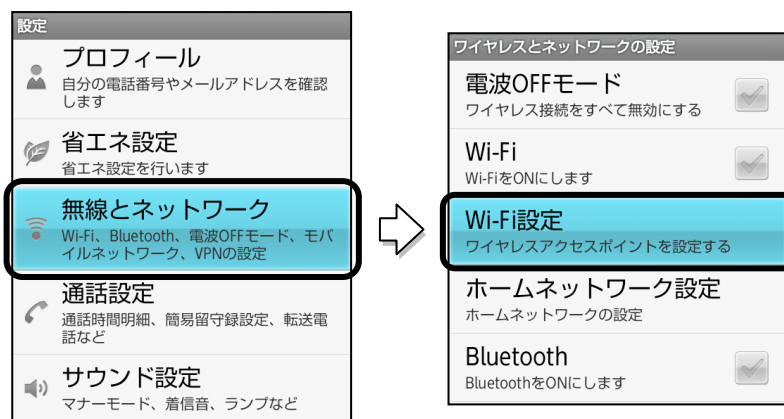 設定
プロフィール
自分の電話番号やメールアドレスを確認
します
省エネ設定
省エネ設定を行います
無線とネットワーク
Wi-Fi、Bluetooth、電波OFFモード、モバ
イルネットワーク、VPNの設定
通話設定
通話時間明細、簡易留守録設定、転送電
話など
サウンド設定
マナーモード、着信音、ランプなど
ワイヤレスとネットワークの設定
電波OFFモード
ワイヤレス接続をすべて無効にする
Wi-Fi
Wi-FiをONにします
Wi-Fi設定
ワイヤレスアクセスポイントを設定する
ホームネットワーク設定
ホームネットワークの設定
Bluetooth
BluetoothをONにします